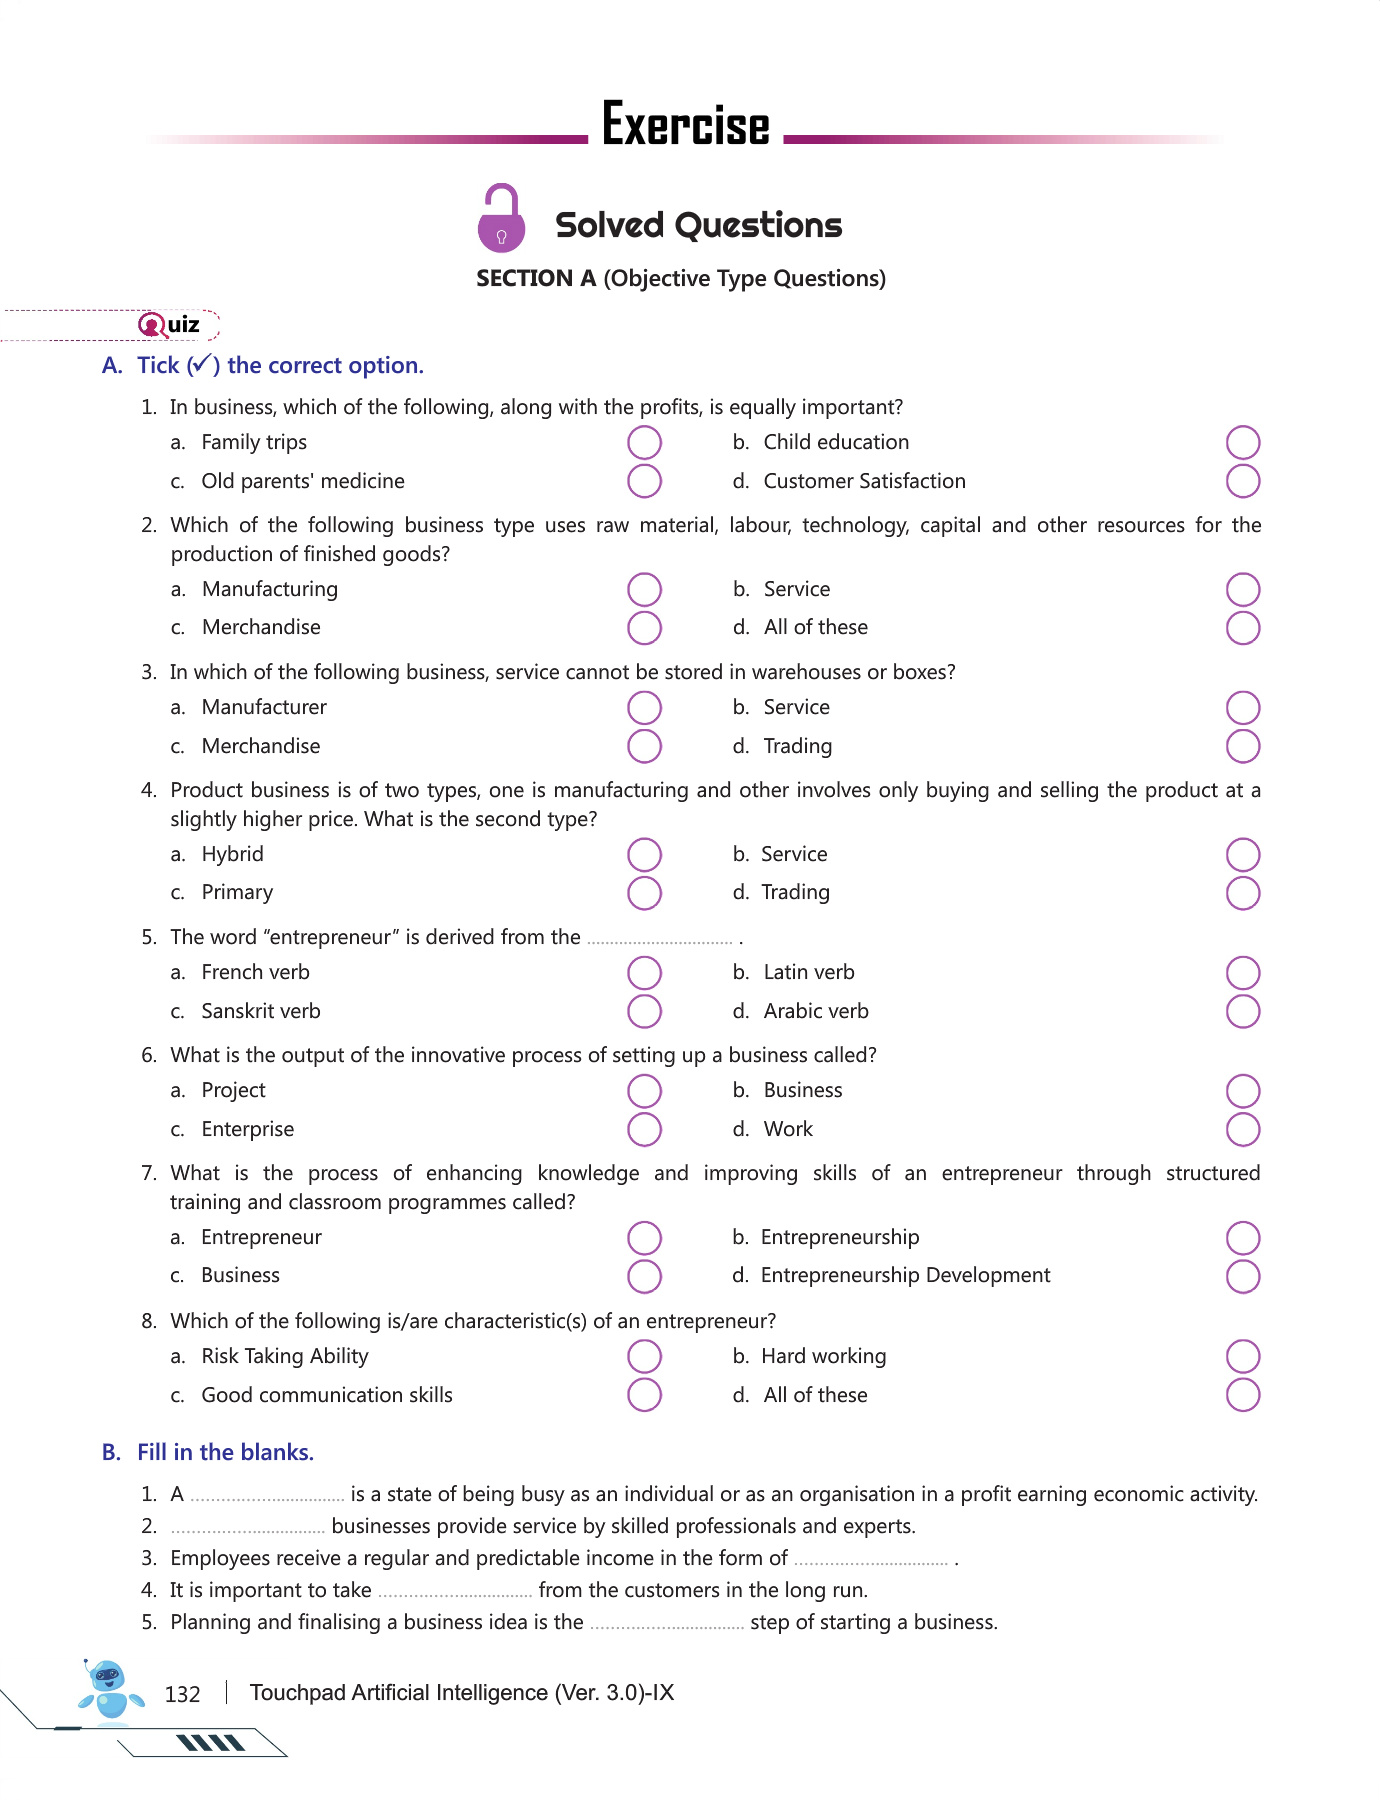 Exercise
Solved Questions
SECTION A (Objective Type Questions)
Quiz
A. Tick (✓) the correct option.
1. In business, which of the following, along with the profits, is equally important?
a. Family trips b. Child education
c. Old parents' medicine d. Customer Satisfaction
2. Which of the following business type uses raw material, labour, technology, capital and other resources for the
production of finished goods?
a. Manufacturing b. Service
c. Merchandise d. All of these
3. In which of the following business, service cannot be stored in warehouses or boxes?
a. Manufacturer b. Service
c. Merchandise d. Trading
4. Product business is of two types, one is manufacturing and other involves only buying and selling the product at a
slightly higher price. What is the second type?
a. Hybrid b. Service
c. Primary d. Trading
5. The word “entrepreneur” is derived from the ................................ .
a. French verb b. Latin verb
c. Sanskrit verb d. Arabic verb
6. What is the output of the innovative process of setting up a business called?
a. Project b. Business
c. Enterprise d. Work
7. What is the process of enhancing knowledge and improving skills of an entrepreneur through structured
training and classroom programmes called?
a. Entrepreneur b. Entrepreneurship
c. Business d. Entrepreneurship Development
8. Which of the following is/are characteristic(s) of an entrepreneur?
a. Risk Taking Ability b. Hard working
c. Good communication skills d. All of these
B. Fill in the blanks.
1. A ................................ is a state of being busy as an individual or as an organisation in a profit earning economic activity.
2. ................................ businesses provide service by skilled professionals and experts.
3. Employees receive a regular and predictable income in the form of ................................ .
4. It is important to take ................................ from the customers in the long run.
5. Planning and finalising a business idea is the ................................ step of starting a business.
132 | Touchpad Artificial Intelligence (Ver. 3.0)-IX